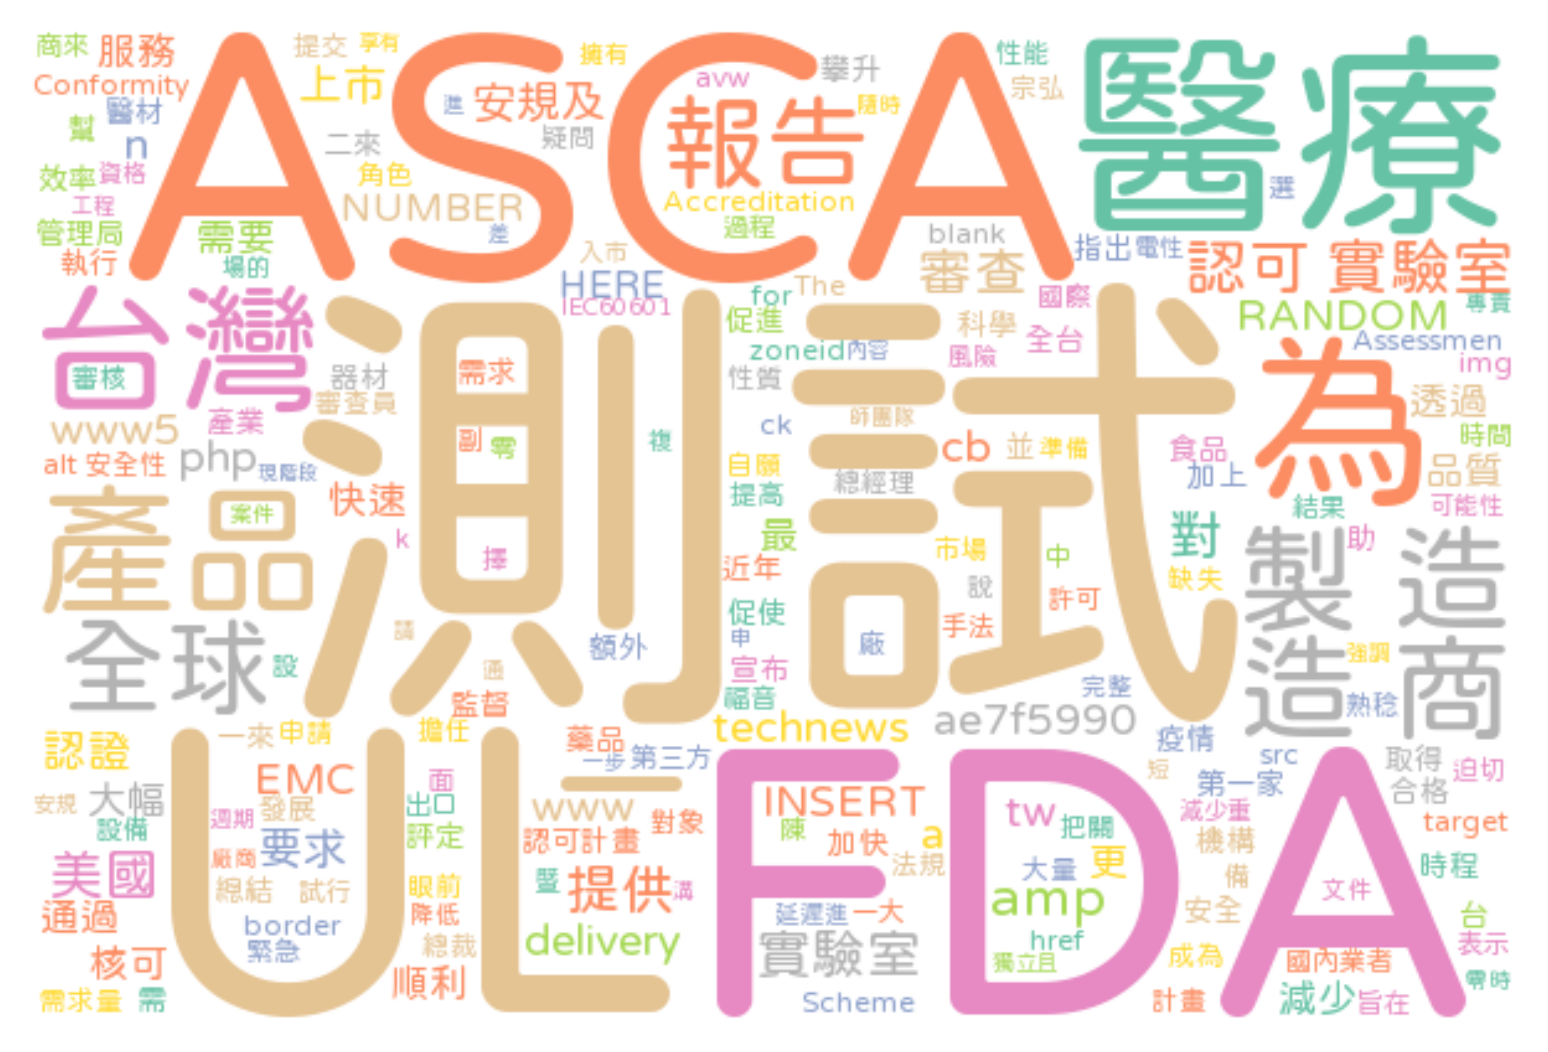 商來 服務 提交 享有 擁有 攀升 性能 醫療
ASCA
Conformity 上市 安規及 avw 報告 隨時 宗弘
醫材 進
幫 n 二來 疑問
效率 資格 角色 選
工程 NUMBER Accreditation
管理局 需要 差 過程 blank 指出 電性
執行 場的 入市 審查 認可 實驗室
HERE The
台灣 IEC60601 for 國際 RANDOM 專責
測試
促進 科學 全台 Assessmen
zoneid 內容 風險 為 img
審核 器材 需求 性質
審查員 師團隊 透過
www5 產業 副 零 複 ck cb 並 準備 食品 時間
alt 安全性 php 現階段 自願 總經理 加上 品質
產品 快速 提高 結果 可能性
案件 k 最 對 製造
擇 近年 市場 中 助
說 缺失
促使 許可
全球 請 額外 申 廠 手法 造商
設 通 宣布 強調
監督 福音 完整 熟稔
認證 一來 申請 擔任 藥品 technews ae7f5990 疫情
UL FDA
一步 第三方 短 src 取得 迫切
大幅 EMC 面 第一家 合格
安規 發展 出口 www INSERT tw 減少重 target
設備 週期 評定 認可計畫 對象 陳 加快 a 把關 機構
美國 廠商 要求 法規 大量 更 時程
總結 試行 眼前 暨 提供 amp 備 文件
通過 降低 延遲進 一大 安全 台
border delivery href 表示
緊急 總裁 實驗室 獨立且 成為 國內業者
核可 順利 零時
需求量 需 Scheme 計畫 減少 旨在